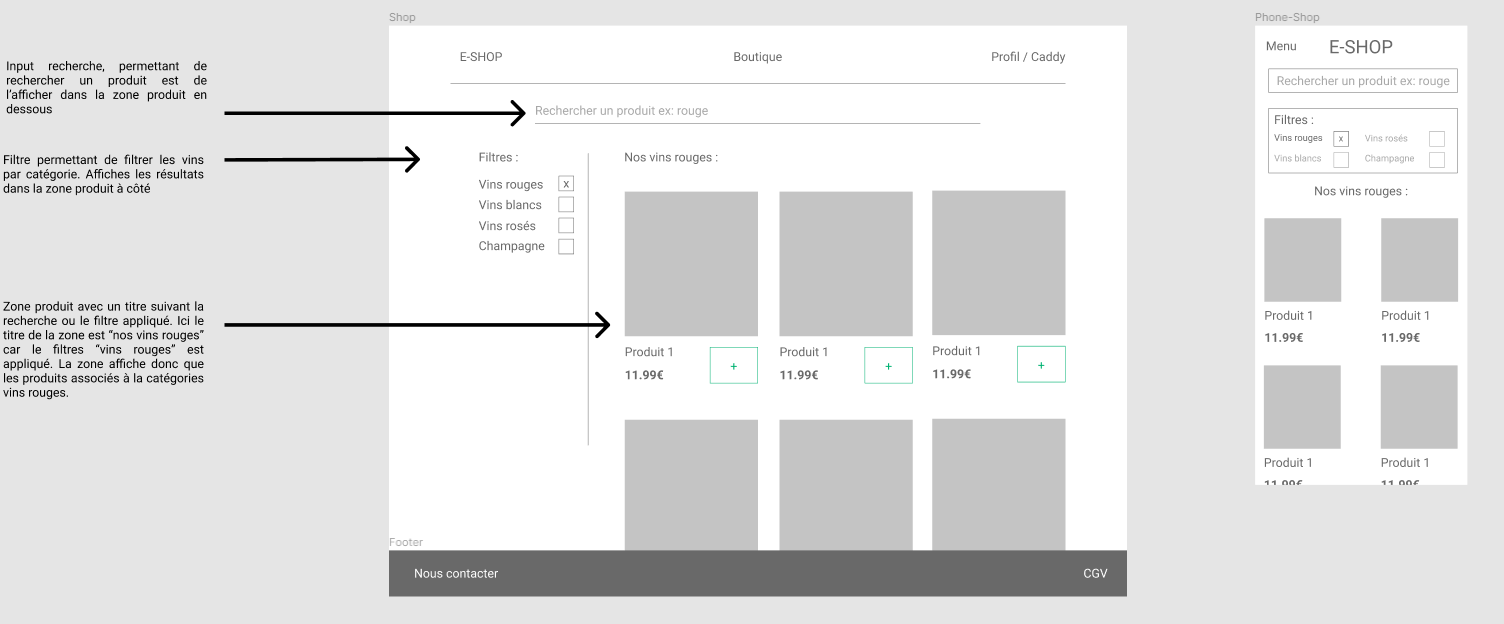 Shop
Phone-Shop
Input recherche, permettant de
rechercher un produit est de
l'afficher dans la zone produit en
dessous
Filtre permettant de filtrer les vins
par catégorie. Affiches les résultats
dans la zone produit à côté
Zone produit avec un titre suivant la
recherche ou le filtre appliqué. Ici le
titre de la zone est “nos vins rouges”
car le filtres “vins rouges” est
appliqué. La zone affiche donc que
les produits associés à la catégories
vins rouges.
E-SHOP Boutique Profil / Caddy
Rechercher un produit ex: rouge
Filtres :
Vins rouges x
Vins blancs
Vins rosés
Champagne
Nos vins rouges :
Produit 1 + Produit 1 + Produit 1 +
11.99€ 11.99€ 11.99€
Footer
Nous contacter CGV
Menu E-SHOP
Rechercher un produit ex: rouge
Filtres :
Vins rouges x Vins rosés
Vins blancs Champagne
Nos vins rouges :
Produit 1 Produit 1
11.99€ 11.99€
Produit 1 Produit 1
11.99€ 11.99€